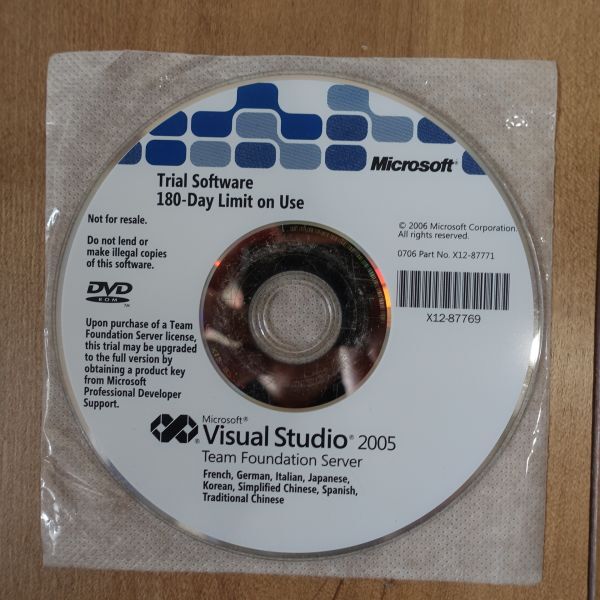 Microsoft®
Trial Software
180-Day Limit on Use
Not for resale.
Do not lend or
make illegal copies
of this software.
© 2006 Microsoft Corporation.
All rights reserved.
0706 Part No. X12-87771
X12-87769
DVD
ROM
™
Upon purchase of a Team
Foundation Server license,
this trial may be upgraded
to the full version by
obtaining a product key
from Microsoft
Professional Developer
Support.
Microsoft®
Visual Studio® 2005
Team Foundation Server
French, German, Italian, Japanese,
Korean, Simplified Chinese, Spanish,
Traditional Chinese